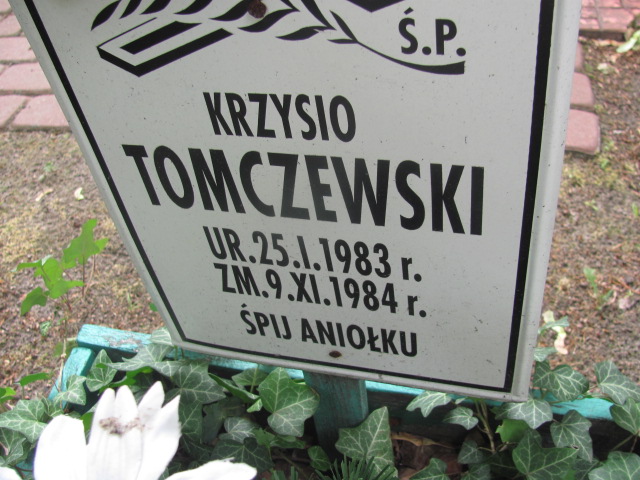 Ś.P.
KRZYSIO
TOMCZEWSKI
UR.25.I.1983 r.
ZM.9.XI.1984 r.
ŚPIJ ANIOŁKU